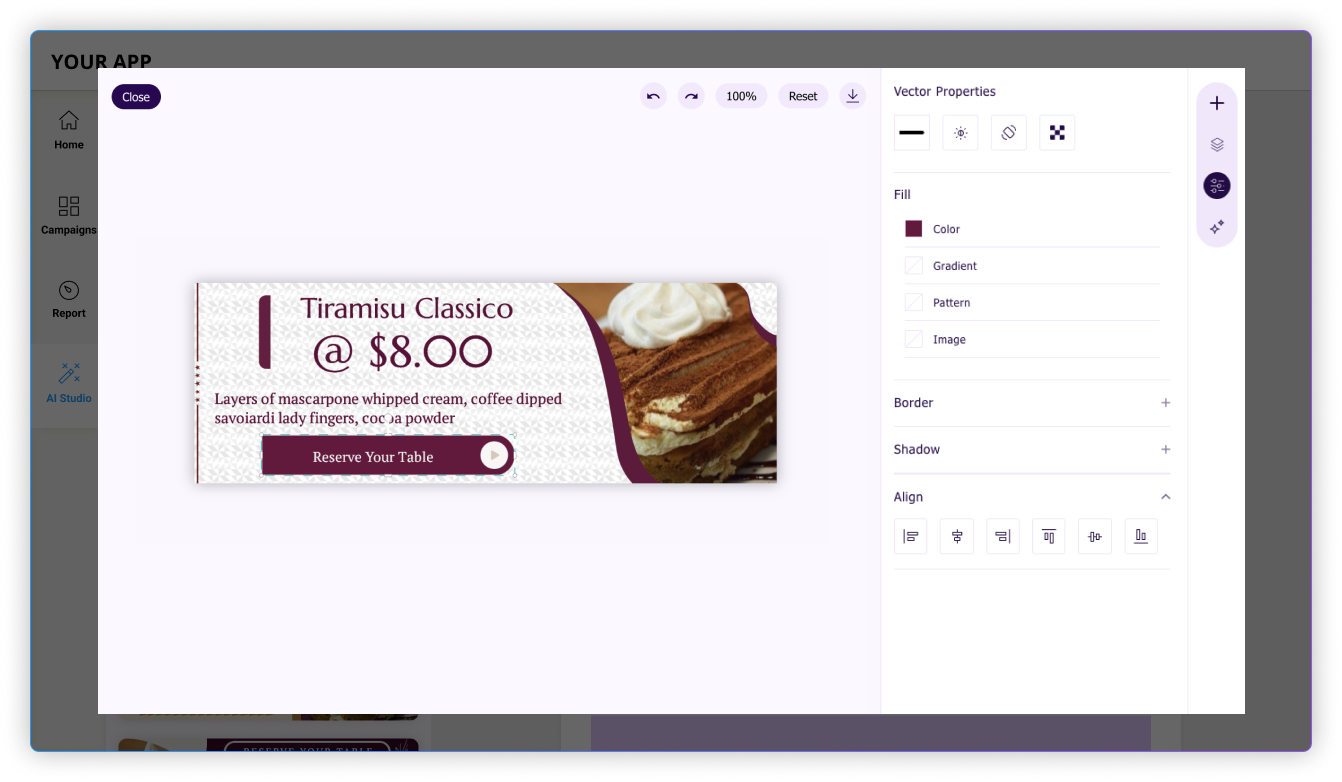 YOUR APP
Close
100%
Reset
Home
Campaigns
Report
AI Studio
Tiramisu Classico
@ $8.00
Layers of mascarpone whipped cream, coffee dipped
savoiardi lady fingers, cocoa powder
Reserve Your Table
Vector Properties
Fill
Color
Gradient
Pattern
Image
Border
Shadow
Align
RESERVE YOUR TABLE